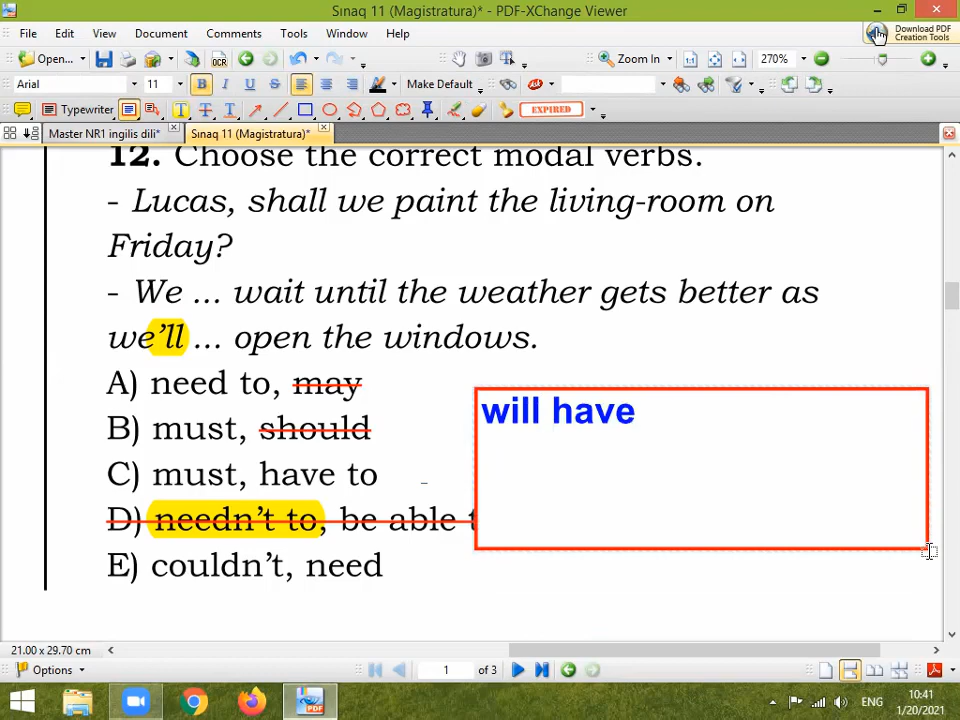 Sınaq 11 (Magistratura)* - PDF-XChange Viewer
File Edit View Document Comments Tools Window Help
Download PDF Creation Tools
Open... OCR Zoom In 270%
Arial 11 B I U Make Default
Typewriter T T T EXPIRED
Master NR1 ingilis dili* Sınaq 11 (Magistratura)*
12. Choose the correct modal verbs.
- Lucas, shall we paint the living-room on
Friday?
- We ... wait until the weather gets better as
we'll ... open the windows.
A) need to, may
B) must, should
C) must, have to
D) needn't to, be able t
E) couldn't, need
will have
21.00 x 29.70 cm
Options 1 of 3
ENG
10:41
1/20/2021